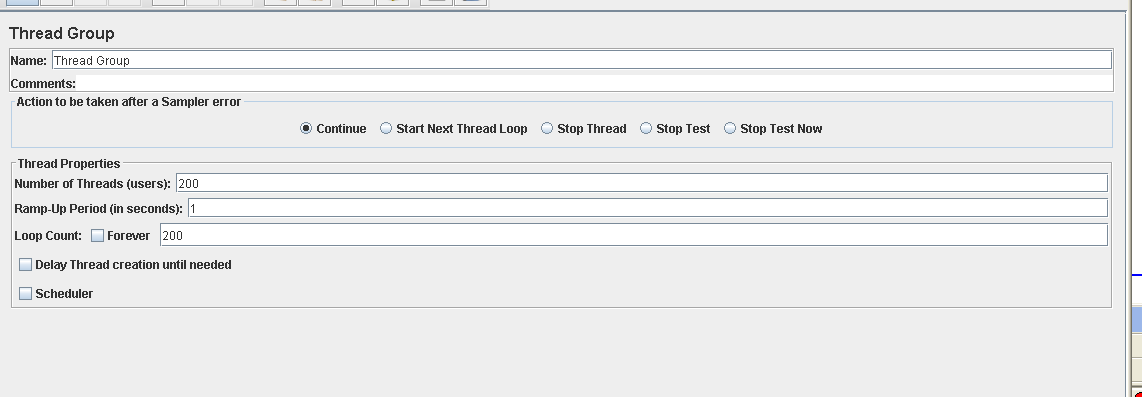 Thread Group
Name: Thread Group
Comments:
Action to be taken after a Sampler error
Continue Start Next Thread Loop Stop Thread Stop Test Stop Test Now
Thread Properties
Number of Threads (users): 200
Ramp-Up Period (in seconds): 1
Loop Count: Forever 200
Delay Thread creation until needed
Scheduler